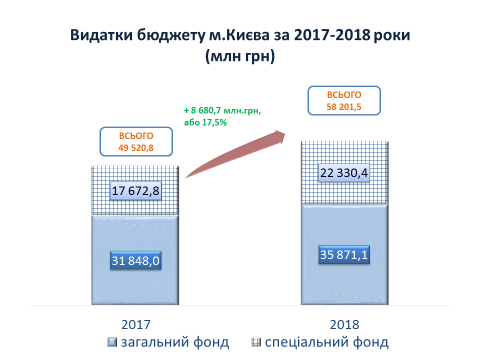 Видатки бюджету м.Києва за 2017-2018 роки
(млн грн)
ВСЬОГО
58 201,5
+ 8 680,7 млн.грн,
або 17,5%
ВСЬОГО
49 520,8
17 672,8
22 330,4
31 848,0
35 871,1
2017
2018
загальний фонд
спеціальний фонд